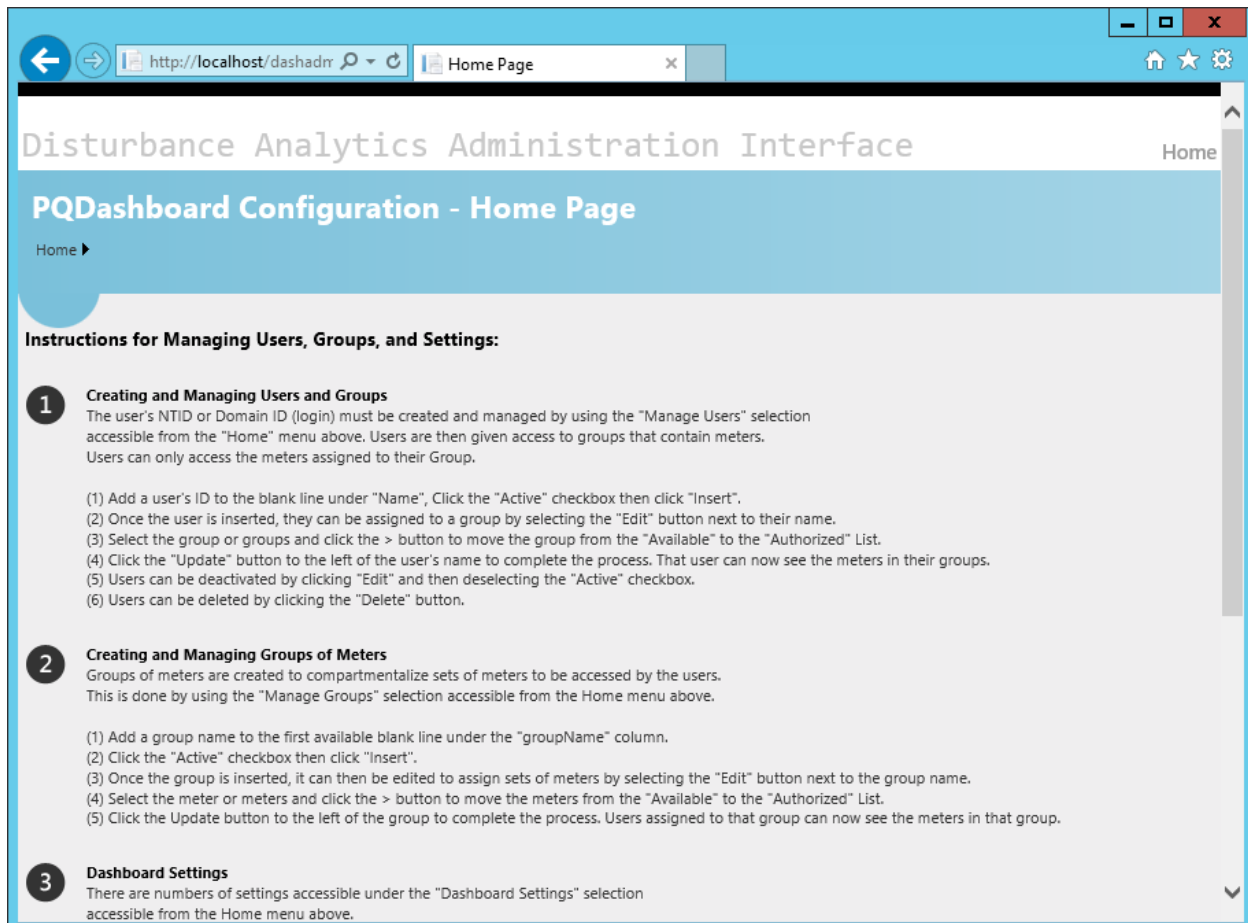 http://localhost/dashadm
Home Page
Disturbance Analytics Administration Interface
Home
PQDashboard Configuration - Home Page
Home
Instructions for Managing Users, Groups, and Settings:
1
Creating and Managing Users and Groups
The user's NTID or Domain ID (login) must be created and managed by using the "Manage Users" selection
accessible from the "Home" menu above. Users are then given access to groups that contain meters.
Users can only access the meters assigned to their Group.
(1) Add a user's ID to the blank line under "Name", Click the "Active" checkbox then click "Insert".
(2) Once the user is inserted, they can be assigned to a group by selecting the "Edit" button next to their name.
(3) Select the group or groups and click the > button to move the group from the "Available" to the "Authorized" List.
(4) Click the "Update" button to the left of the user's name to complete the process. That user can now see the meters in their groups.
(5) Users can be deactivated by clicking "Edit" and then deselecting the "Active" checkbox.
(6) Users can be deleted by clicking the "Delete" button.
2
Creating and Managing Groups of Meters
Groups of meters are created to compartmentalize sets of meters to be accessed by the users.
This is done by using the "Manage Groups" selection accessible from the Home menu above.
(1) Add a group name to the first available blank line under the "groupName" column.
(2) Click the "Active" checkbox then click "Insert".
(3) Once the group is inserted, it can then be edited to assign sets of meters by selecting the "Edit" button next to the group name.
(4) Select the meter or meters and click the > button to move the meters from the "Available" to the "Authorized" List.
(5) Click the Update button to the left of the group to complete the process. Users assigned to that group can now see the meters in that group.
3
Dashboard Settings
There are numbers of settings accessible under the "Dashboard Settings" selection
accessible from the Home menu above.